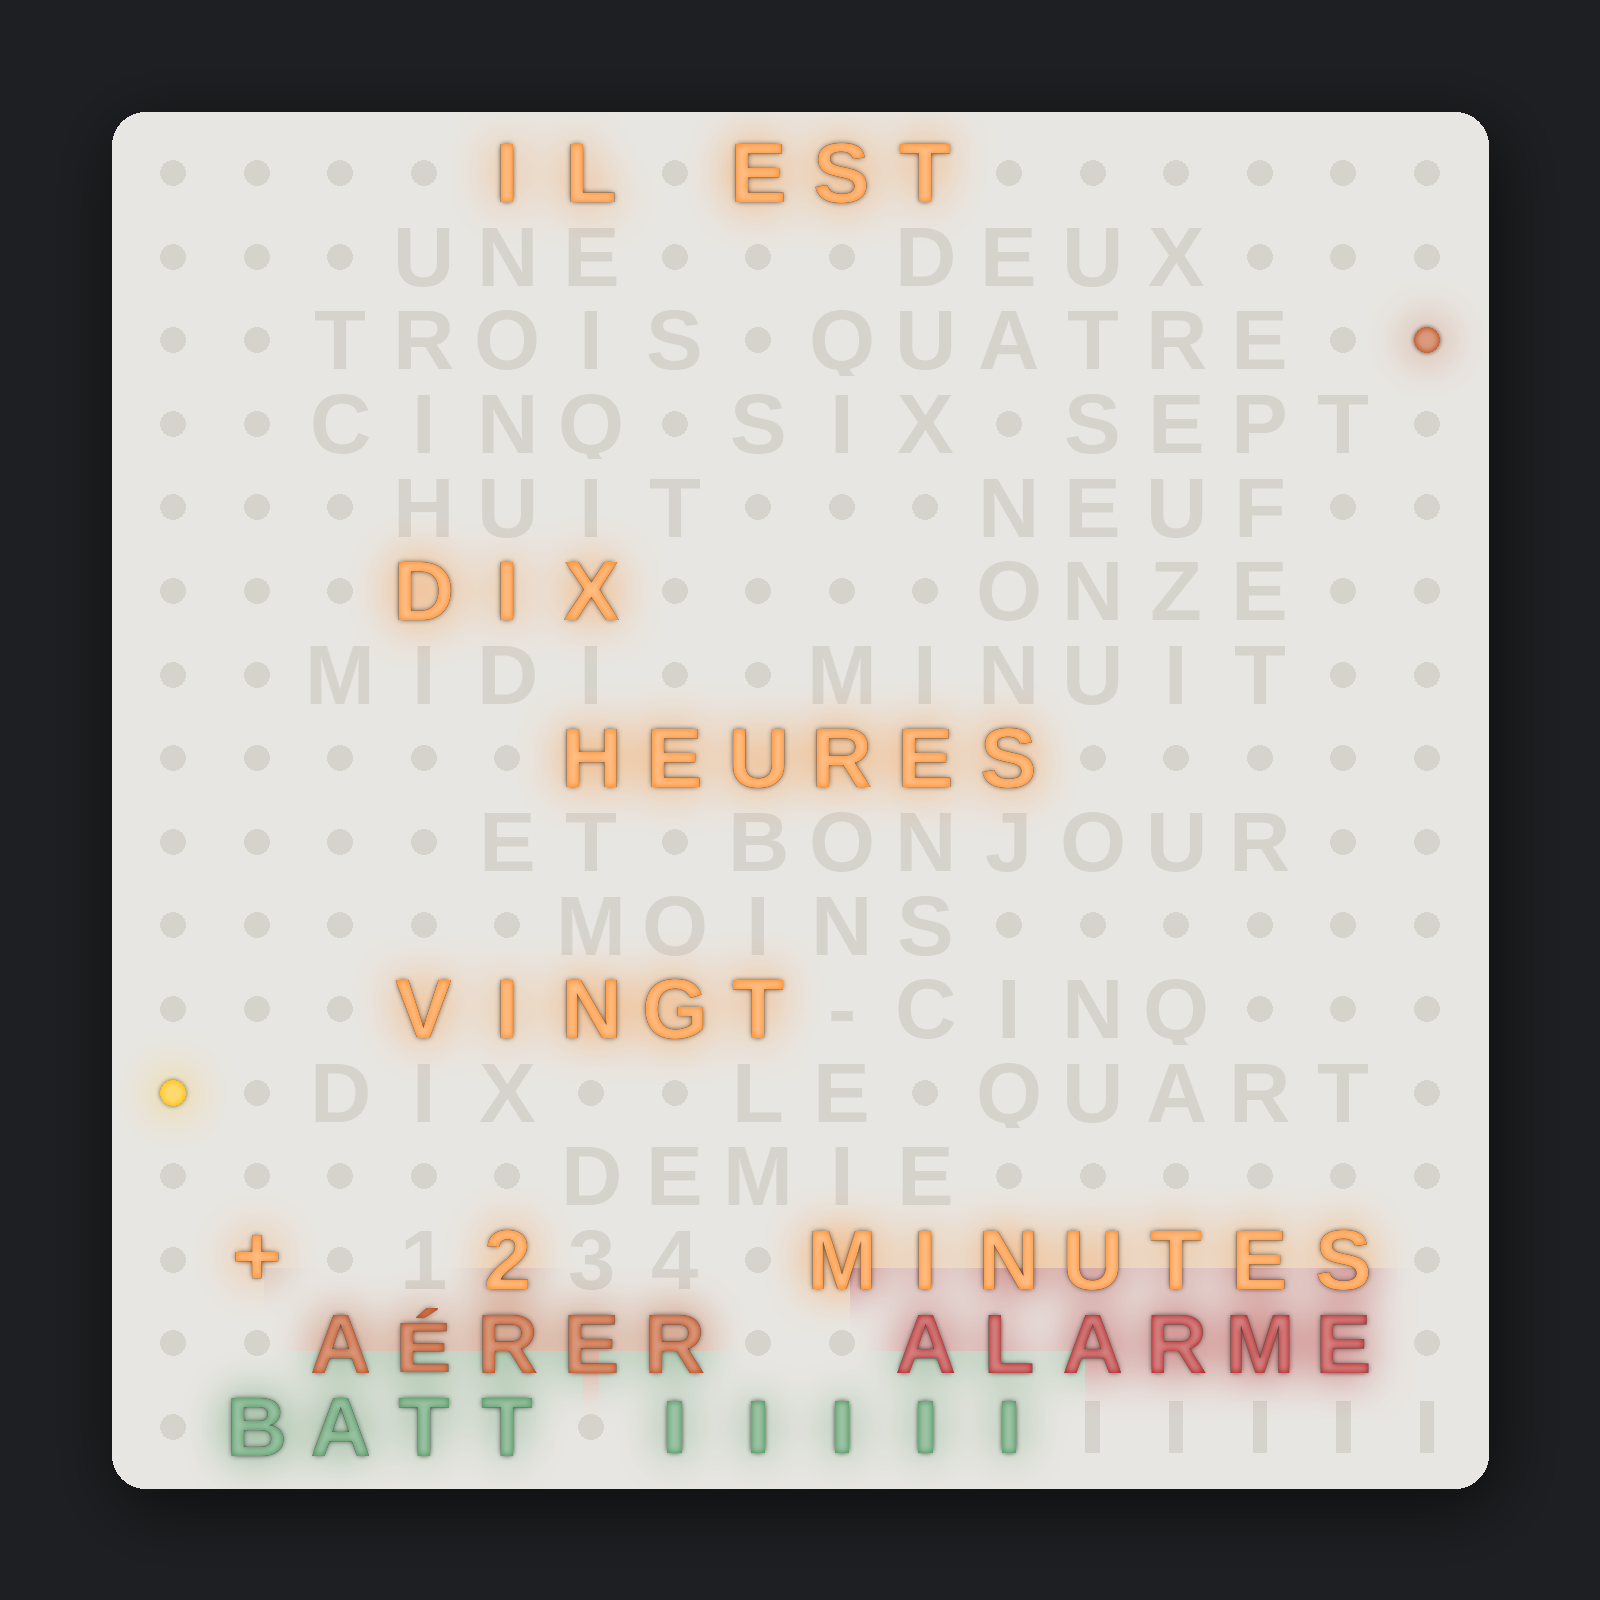 IL EST
UNE DEUX
TROIS QUATRE
CINQ SIX SEPT
HUIT NEUF
DIX ONZE
MIDI MINUIT
HEURES
ET BONJOUR
MOINS
VINGT-CINQ
DIX LE QUART
DEMIE
+ 1 2 3 4 MINUTES
AÉRER ALARME
BATT I I I I I I I I I I